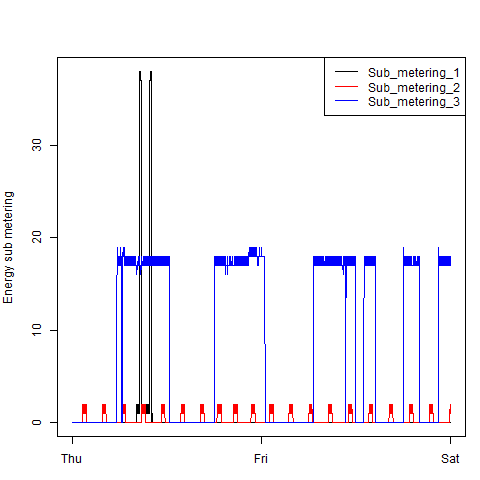 Sub_metering_1
Sub_metering_2
Sub_metering_3
Energy sub metering
30
20
10
0
Thu
Fri
Sat